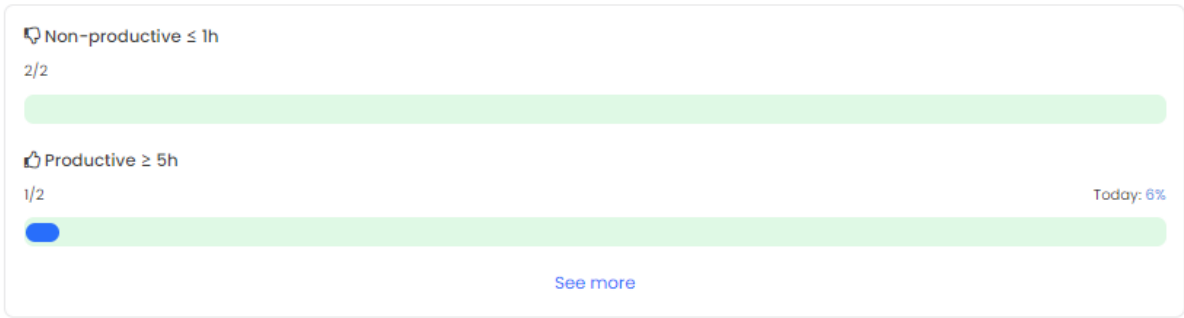 Non-productive ≤ 1h
2/2
Productive ≥ 5h
1/2
Today: 6%
See more